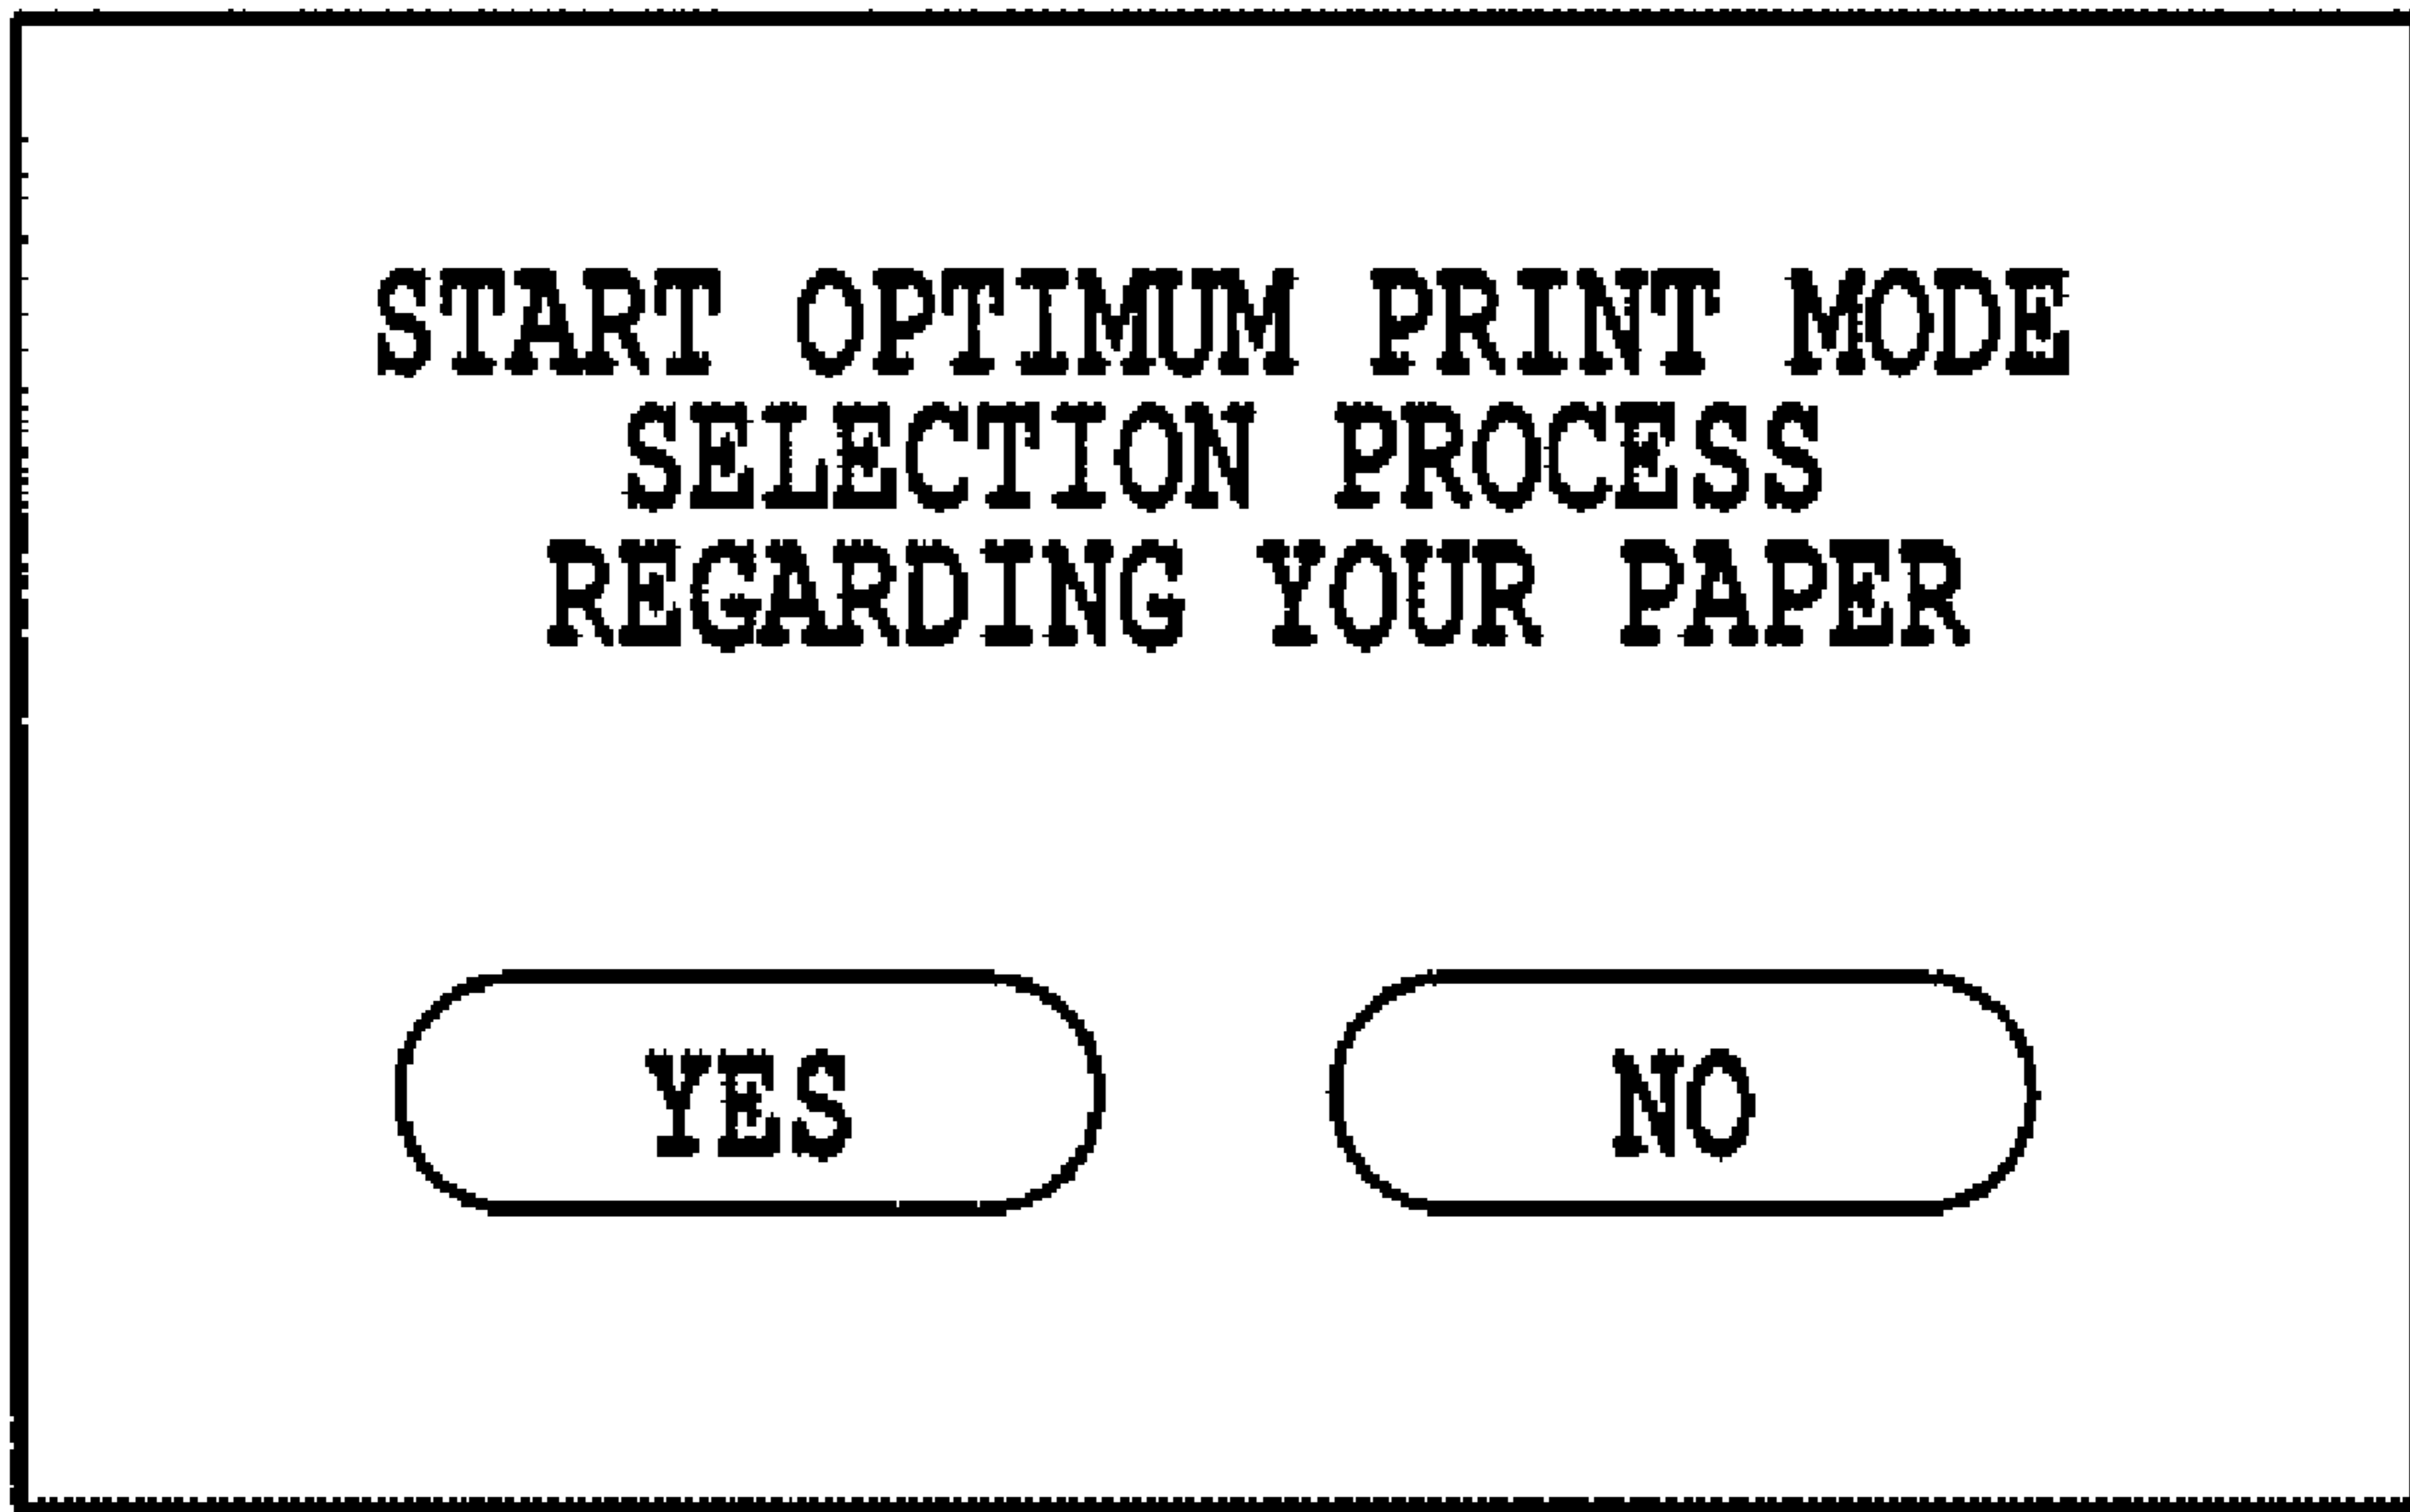 START OPTIMUM PRINT MODE
SELECTION PROCESS
REGARDING YOUR PAPER
YES NO